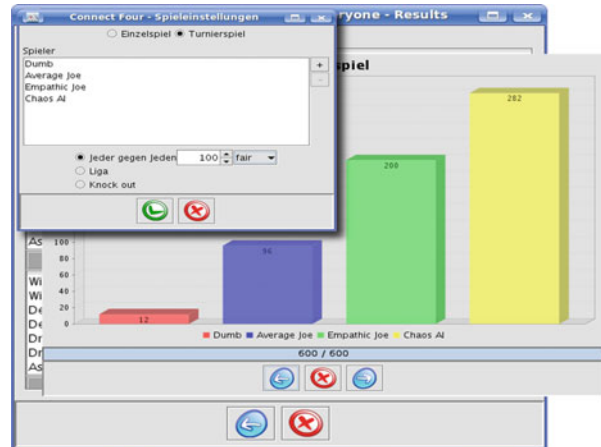 Connect Four - Spieleinstellungen
ryone - Results
Einzelspiel Turnierspiel
Spieler
Dumb
Average Joe
Empathic Joe
Chaos AI
+
-
Jeder gegen Jeden 100 fair
Liga
Knock out
spiel
282
200
96
12
100
80
60
40
20
0
As
Wi
Wi
De
De
Dr
Dr
As
Dumb Average Joe Empathic Joe Chaos AI
600 / 600